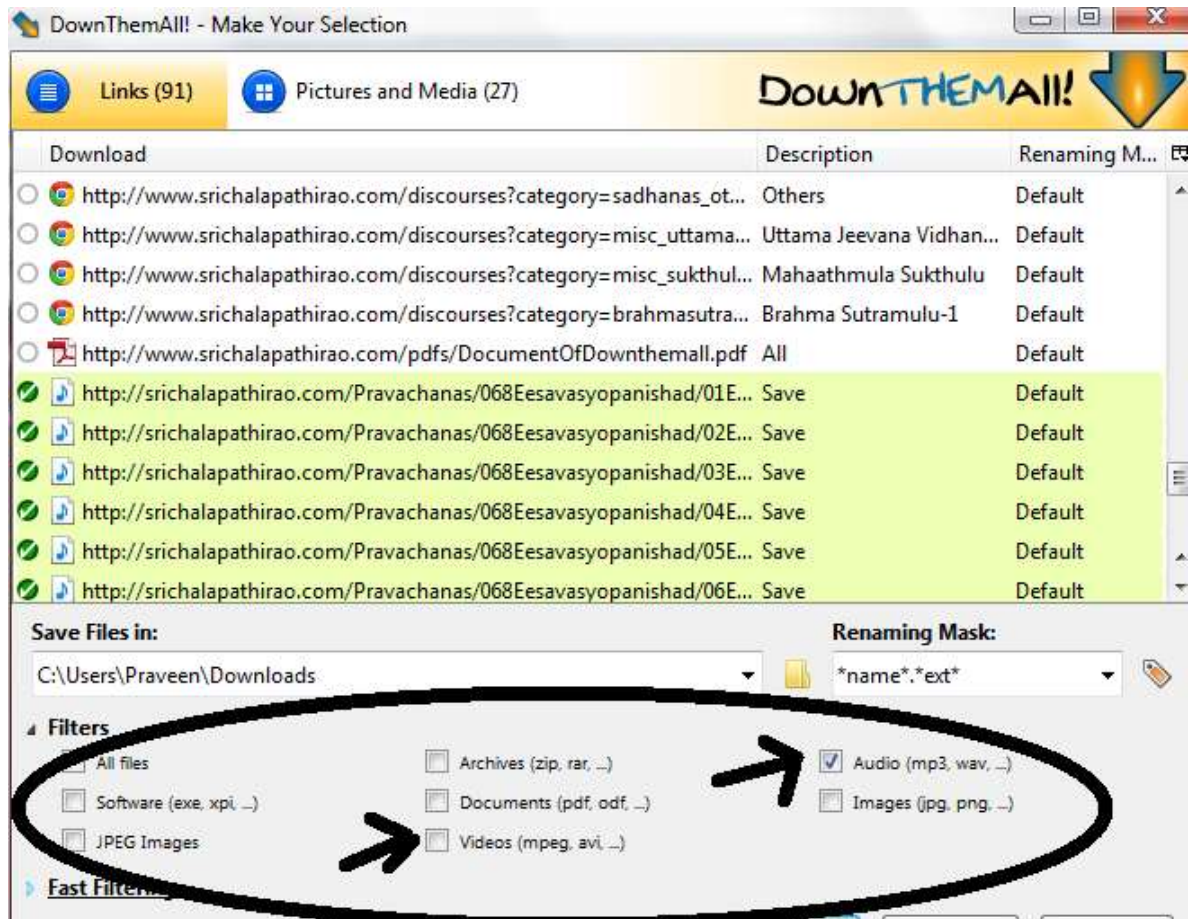 DownThemAll! - Make Your Selection
Links (91) Pictures and Media (27) DownTHEMAll!
Download Description Renaming M...
http://www.srichalapathirao.com/discourses?category=sadhanas_ot... Others Default
http://www.srichalapathirao.com/discourses?category=misc_uttama... Uttama Jeevana Vidhan... Default
http://www.srichalapathirao.com/discourses?category=misc_sukthul... Mahaathmula Sukthulu Default
http://www.srichalapathirao.com/discourses?category=brahmasutra... Brahma Sutramulu-1 Default
http://www.srichalapathirao.com/pdfs/DocumentOfDownthemall.pdf All Default
http://srichalapathirao.com/Pravachanas/068Eesavasyopanishad/01E... Save Default
http://srichalapathirao.com/Pravachanas/068Eesavasyopanishad/02E... Save Default
http://srichalapathirao.com/Pravachanas/068Eesavasyopanishad/03E... Save Default
http://srichalapathirao.com/Pravachanas/068Eesavasyopanishad/04E... Save Default
http://srichalapathirao.com/Pravachanas/068Eesavasyopanishad/05E... Save Default
http://srichalapathirao.com/Pravachanas/068Eesavasyopanishad/06E... Save Default
Save Files in: Renaming Mask:
C:\Users\Praveen\Downloads *name*.*ext*
Filters
All files Archives (zip, rar, ...) Audio (mp3, wav, ...)
Software (exe, xpi, ...) Documents (pdf, odf, ...) Images (jpg, png, ...)
JPEG Images Videos (mpeg, avi, ...)
Fast Filtering